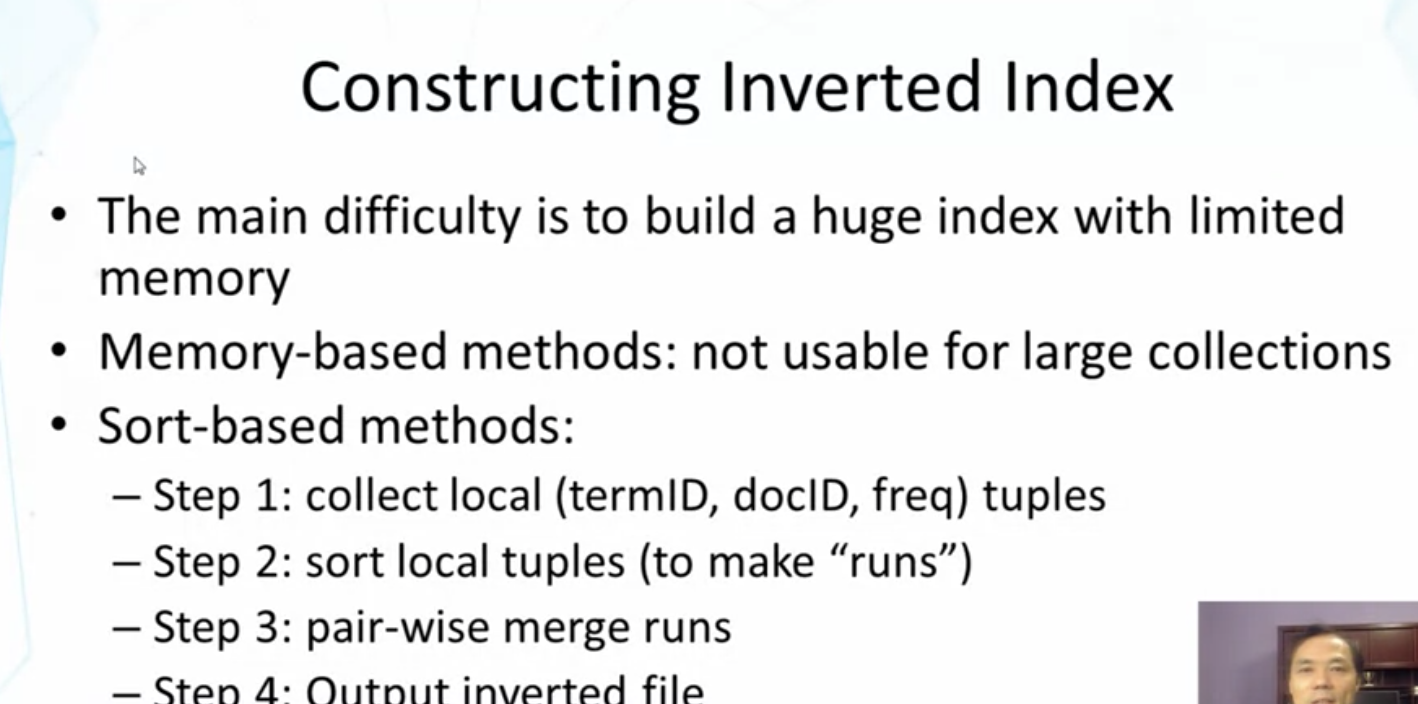 Constructing Inverted Index
• The main difficulty is to build a huge index with limited
memory
• Memory-based methods: not usable for large collections
• Sort-based methods:
– Step 1: collect local (termID, docID, freq) tuples
– Step 2: sort local tuples (to make “runs”)
– Step 3: pair-wise merge runs
– Step 4: Output inverted file